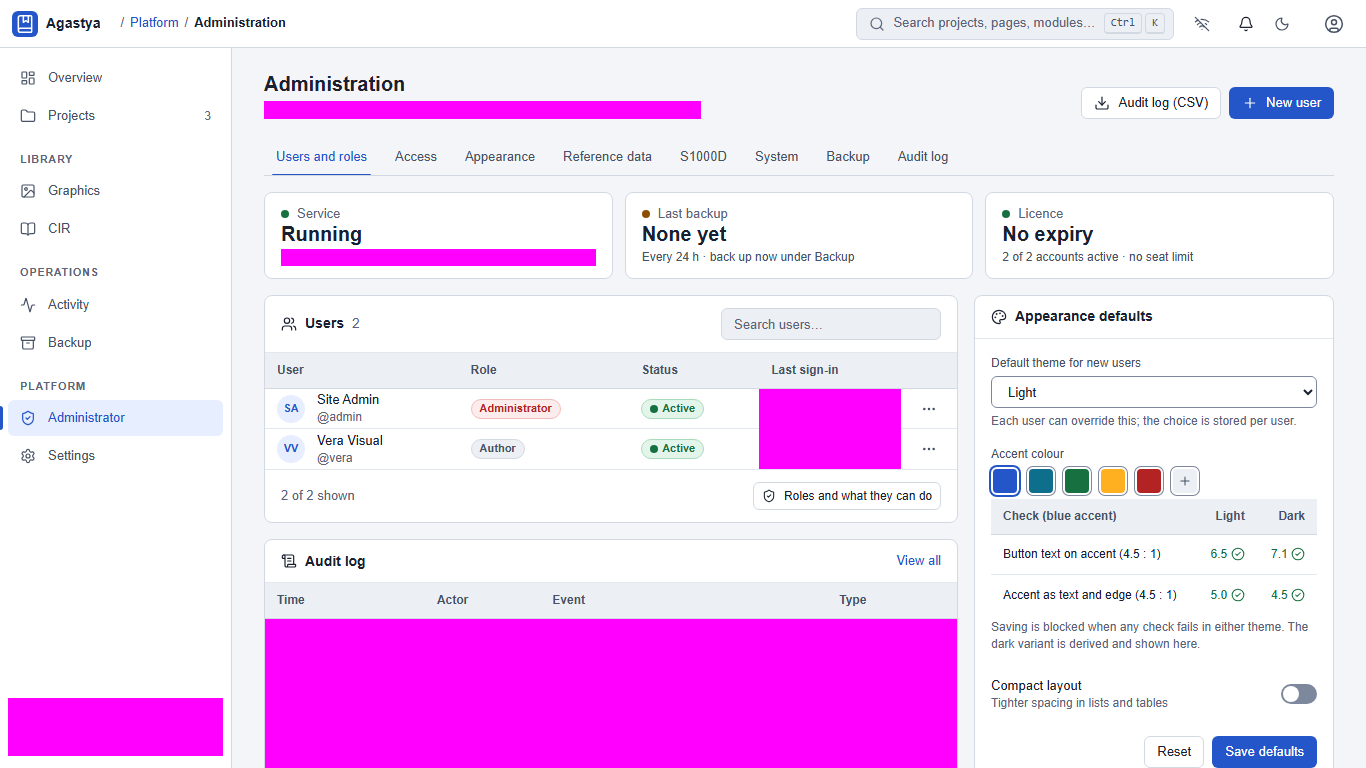 Agastya / Platform / Administration
Search projects, pages, modules… Ctrl K
Overview
Projects 3
LIBRARY
Graphics
CIR
OPERATIONS
Activity
Backup
PLATFORM
Administrator
Settings
Administration
Audit log (CSV)
New user
Users and roles Access Appearance Reference data S1000D System Backup Audit log
Service
Running
Last backup
None yet
Every 24 h · back up now under Backup
Licence
No expiry
2 of 2 accounts active · no seat limit
Users 2
Search users…
User Role Status Last sign-in
SA Site Admin Administrator Active
@admin
VV Vera Visual Author Active
@vera
2 of 2 shown
Roles and what they can do
Audit log
View all
Time Actor Event Type
Appearance defaults
Default theme for new users
Light
Each user can override this; the choice is stored per user.
Accent colour
Check (blue accent) Light Dark
Button text on accent (4.5 : 1) 6.5 7.1
Accent as text and edge (4.5 : 1) 5.0 4.5
Saving is blocked when any check fails in either theme. The
dark variant is derived and shown here.
Compact layout
Tighter spacing in lists and tables
Reset
Save defaults